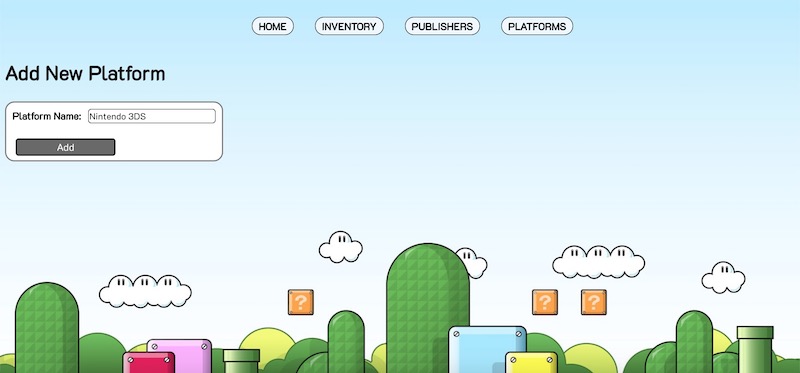 HOME INVENTORY PUBLISHERS PLATFORMS
Add New Platform
Platform Name: Nintendo 3DS
Add
? ? ?